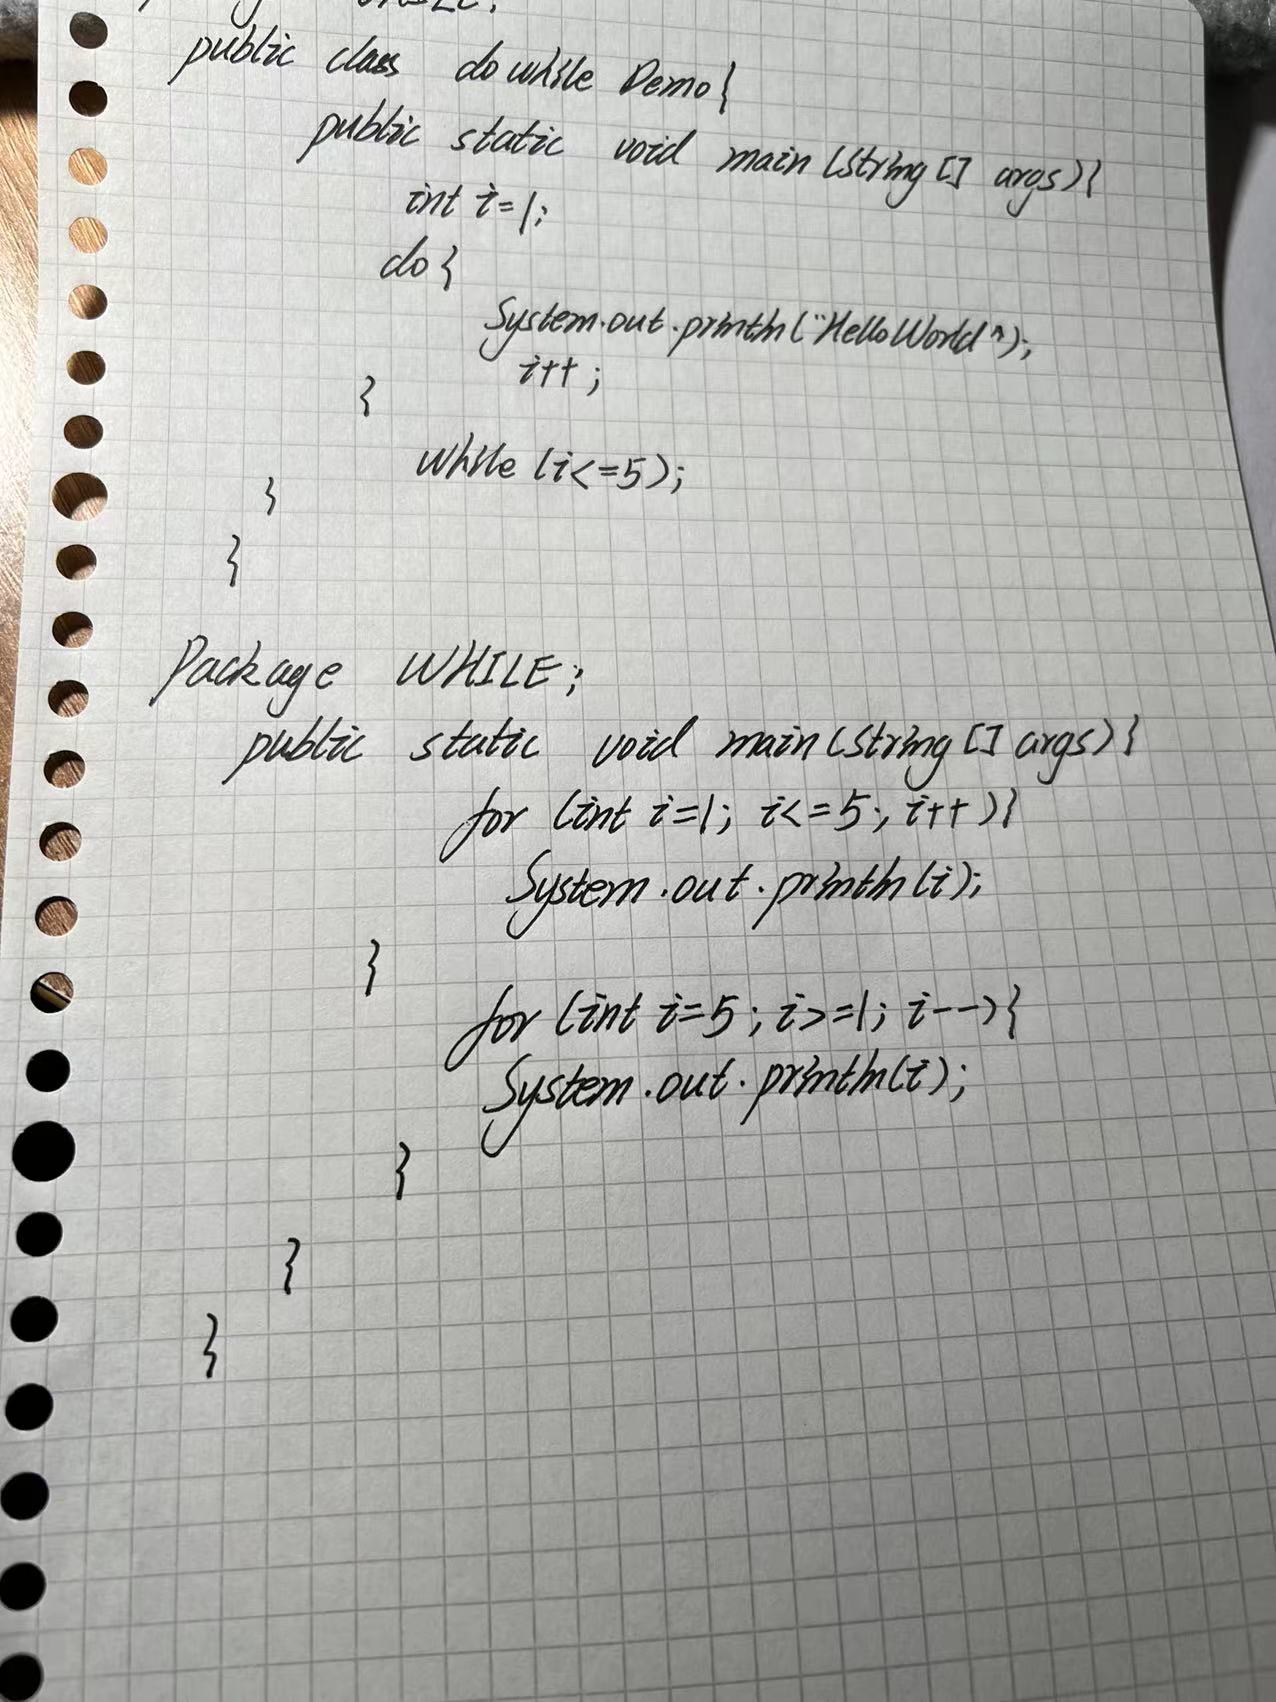 public class dowhile Demo{
public static void main (String [] args){
int i=1;
do {
System.out.println("HelloWorld");
i++;
}
while (i<=5);
}
}
Package WHILE;
public static void main (String [] args){
for (int i=1; i<=5; i++){
System.out.println(i);
}
for (int i=5; i>=1; i--){
System.out.println(i);
}
}
}